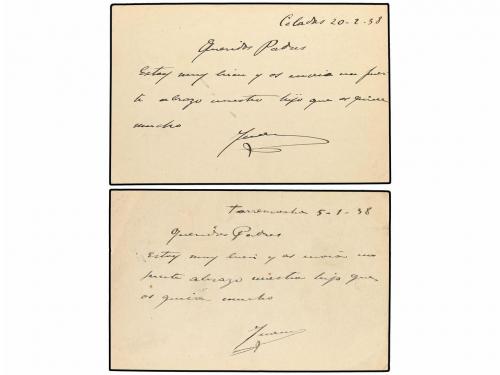 Celadas 20-2-38
Queridos Padres
Estoy muy bien y os envia un fuer
te abrazo vuestro hijo que os quiere
mucho
Juan
Torremocha 5-1-38
Queridos Padres
Estoy muy bien y os envia un
fuerte abrazo vuestro hijo que
os quiere mucho
Juan